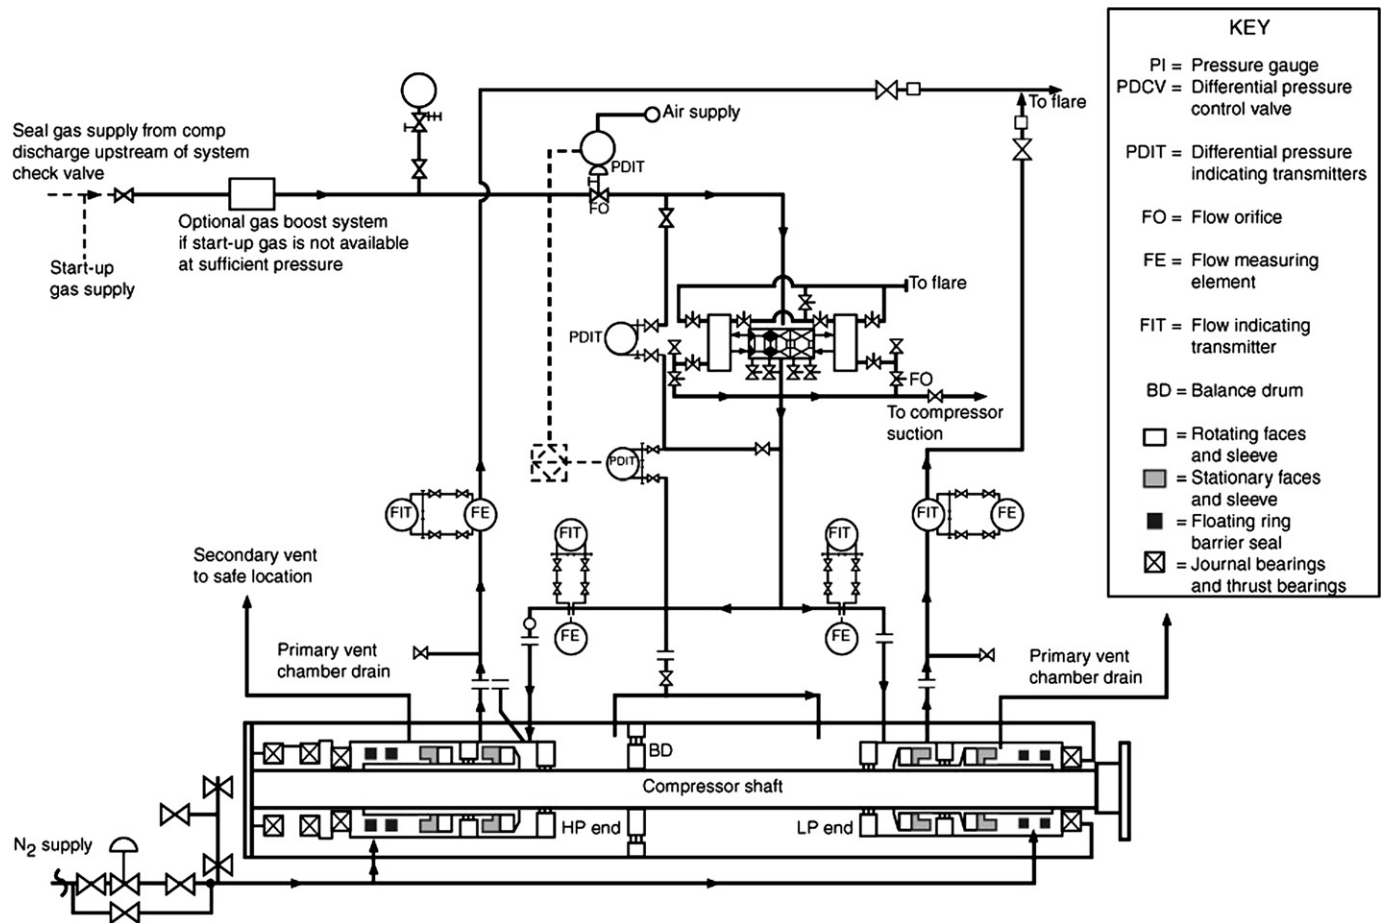 KEY
PI = Pressure gauge
PDCV = Differential pressure
control valve
PDIT = Differential pressure
indicating transmitters
FO = Flow orifice
FE = Flow measuring
element
FIT = Flow indicating
transmitter
BD = Balance drum
= Rotating faces
and sleeve
= Stationary faces
and sleeve
= Floating ring
barrier seal
= Journal bearings
and thrust bearings
To flare
Air supply
PDIT
FO
Seal gas supply from comp
discharge upstream of system
check valve
Optional gas boost system
if start-up gas is not available
at sufficient pressure
Start-up
gas supply
To flare
PDIT
FO
To compressor
suction
PDIT
FIT
FE
FIT
FE
FIT
FIT
FE
FE
Secondary vent
to safe location
Primary vent
chamber drain
Primary vent
chamber drain
BD
Compressor shaft
HP end
LP end
N2 supply